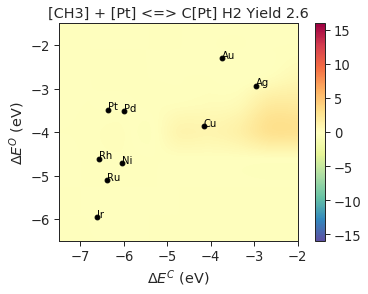 [CH3] + [Pt] <=> C[Pt] H2 Yield 2.6
−2
−3
−4
−5
−6
ΔE^O (eV)
Au
Ag
Pt
Pd
Cu
Rh
Ni
Ru
Ir
−7 −6 −5 −4 −3 −2
ΔE^C (eV)
15
10
5
0
−5
−10
−15